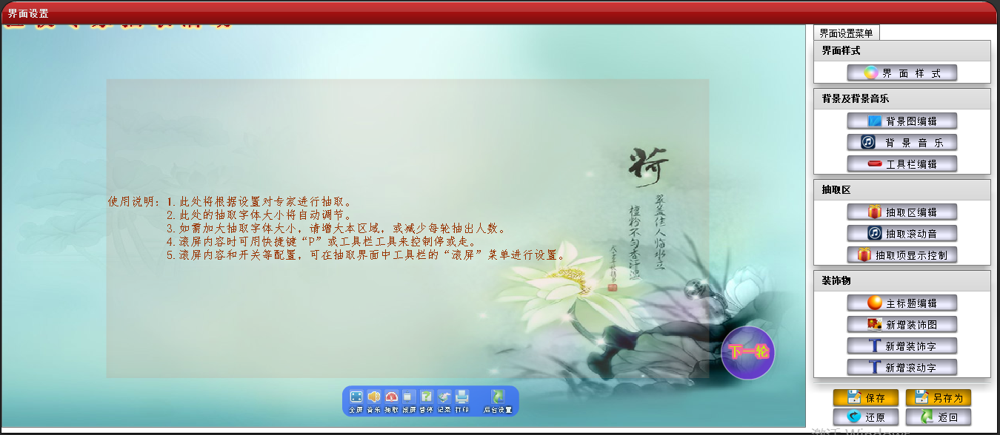 界面设置
界面设置菜单
界面样式
界 面 样 式
背景及背景音乐
背景图编辑
背 景 音 乐
工具栏编辑
抽取区
抽取区编辑
抽取滚动音
抽取项显示控制
装饰物
主标题编辑
新增装饰图
新增装饰字
新增滚动字
保存
另存为
还原
返回
使用说明：1.此处将根据设置对专家进行抽取。
2.此处的抽取字体大小将自动调节。
3.如需加大抽取字体大小，请增大本区域，或减少每轮抽出人数。
4.滚屏内容时可用快捷键“P”或工具栏工具来控制停或走。
5.滚屏内容和开关等配置，可在抽取界面中工具栏的“滚屏”菜单进行设置。
荷
翠盖佳人临水立
檀粉不匀香汗湿
下一轮
全屏 音乐 抽取 滚屏 暂停 记录 打印 后台设置
激活 Windows